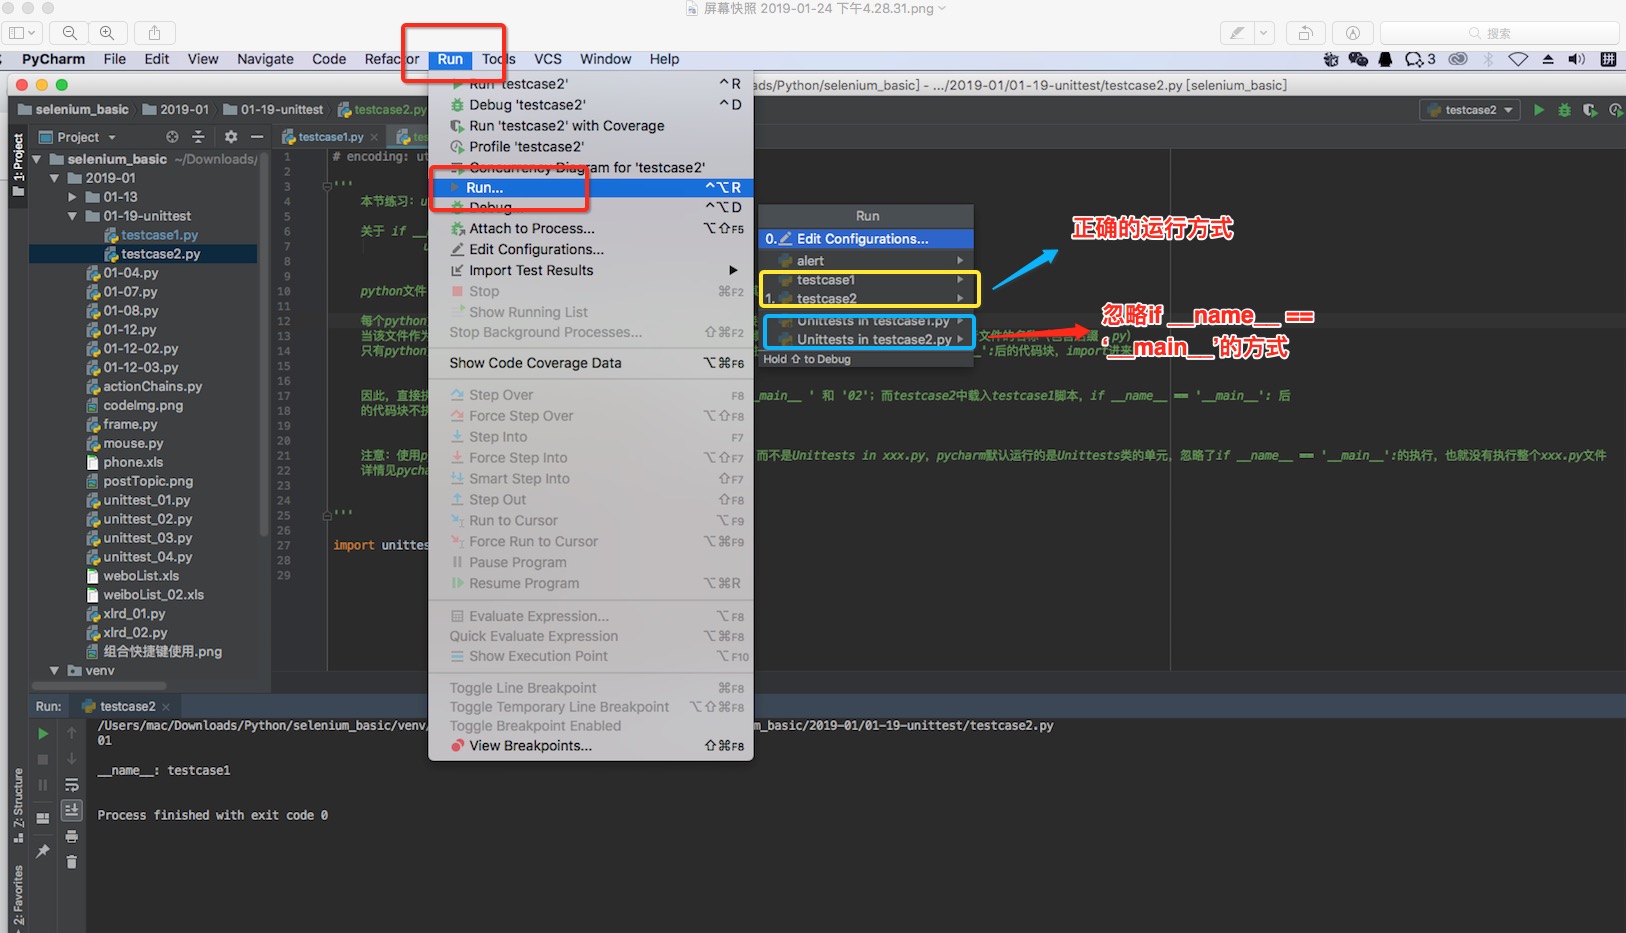 屏幕快照 2019-01-24 下午4.28.31.png
搜索
PyCharm File Edit View Navigate Code Refactor Run Tools VCS Window Help
3
ds/Python/selenium_basic] - .../2019-01/01-19-unittest/testcase2.py [selenium_basic]
selenium_basic 2019-01 01-19-unittest testcase2.py
testcase2
Project
testcase1.py
1: Project
selenium_basic ~/Downloads/
2019-01
01-13
01-19-unittest
testcase1.py
testcase2.py
01-04.py
01-07.py
01-08.py
01-12.py
01-12-02.py
01-12-03.py
actionChains.py
codeImg.png
frame.py
mouse.py
phone.xls
postTopic.png
unittest_01.py
unittest_02.py
unittest_03.py
unittest_04.py
weboList.xls
weiboList_02.xls
xlrd_01.py
xlrd_02.py
组合快捷键使用.png
venv
1
2
3
4
5
6
7
8
9
10
11
12
13
14
15
16
17
18
19
20
21
22
23
24
25
26
27
28
29
# encoding: ut
'''
本节练习：u
关于 if __
python文件
每个python
当该文件作为
只有python
因此，直接执
的代码块不执
注意：使用p
详情见pycha
'''
import unittes
Run 'testcase2' ⌃R
Debug 'testcase2' ⌃D
Run 'testcase2' with Coverage
Profile 'testcase2'
Concurrency Diagram for 'testcase2'
Run... ⌃⌥R
Debug... ⌃⌥D
Attach to Process... ⌥⇧F5
Edit Configurations...
Import Test Results
Stop ⌘F2
Show Running List
Stop Background Processes... ⇧⌘F2
Show Code Coverage Data ⌥⌘F6
Step Over F8
Force Step Over ⌥⇧F8
Step Into F7
Force Step Into ⌥⇧F7
Smart Step Into ⇧F7
Step Out ⇧F8
Run to Cursor ⌥F9
Force Run to Cursor ⌥⌘F9
Pause Program
Resume Program ⌥⌘R
Evaluate Expression... ⌥F8
Quick Evaluate Expression ⌥⌘F8
Show Execution Point ⌥F10
Toggle Line Breakpoint ⌘F8
Toggle Temporary Line Breakpoint ⌥⇧⌘F8
Toggle Breakpoint Enabled
View Breakpoints... ⇧⌘F8
Run
0. Edit Configurations...
alert
testcase1
1. testcase2
Unittests in testcase1.py
Unittests in testcase2.py
Hold ⇧ to Debug
正确的运行方式
忽略if __name__ ==
‘__main__’的方式
':后的代码块，import进来
main__ ' 和 '02'；而testcase2中载入testcase1脚本，if __name__ == '__main__': 后
而不是Unittests in xxx.py，pycharm默认运行的是Unittests类的单元，忽略了if __name__ == '__main__':的执行，也就没有执行整个xxx.py文件
Run: testcase2
/Users/mac/Downloads/Python/selenium_basic/venv/
m_basic/2019-01/01-19-unittest/testcase2.py
01
__name__: testcase1
Process finished with exit code 0
Z: Structure
2: Favorites